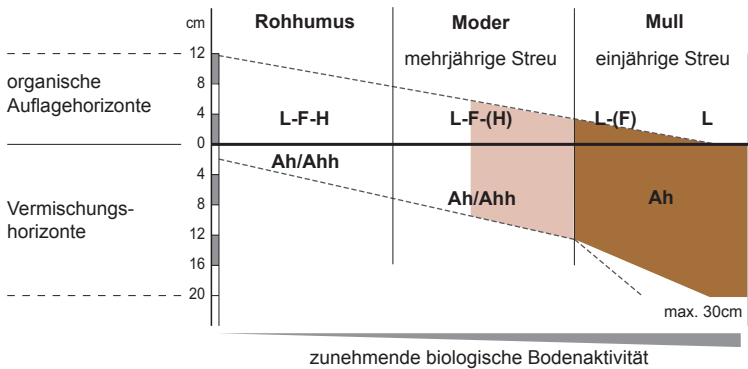 cm
Rohhumus
Moder
Mull
mehrjährige Streu
einjährige Streu
12
8
4
0
4
8
12
16
20
organische
Auflagehorizonte
L-F-H
L-F-(H)
L-(F)
L
Vermischungs-
horizonte
Ah/Ahh
Ah/Ahh
Ah
max. 30cm
zunehmende biologische Bodenaktivität